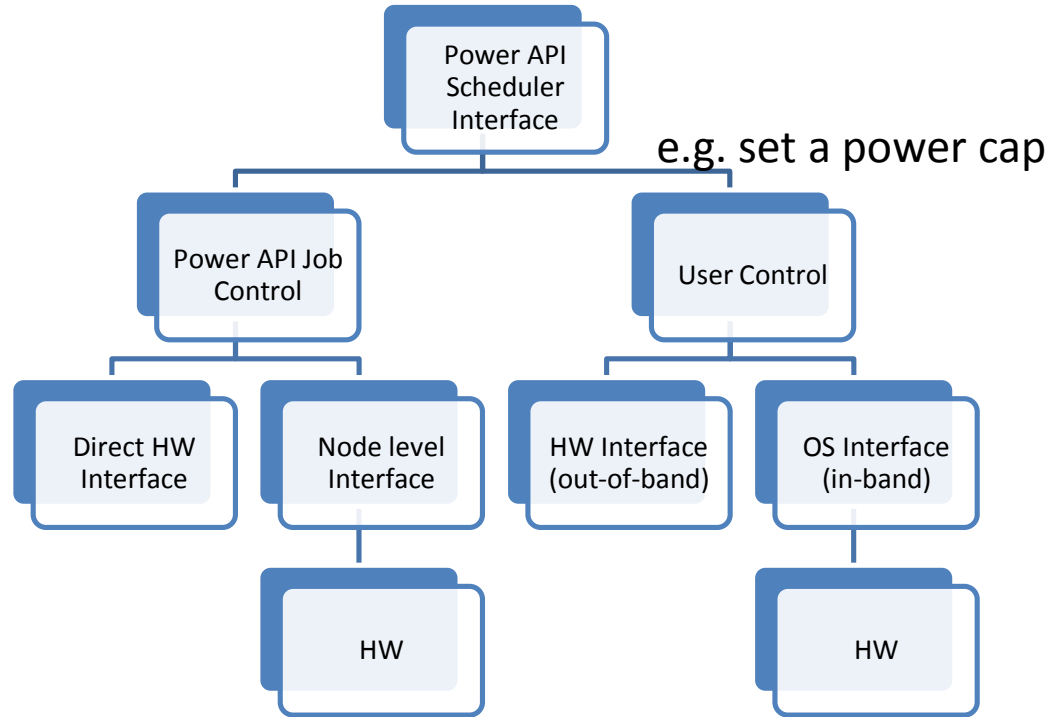 Power API
Scheduler
Interface
e.g. set a power cap
Power API Job
Control
User Control
Direct HW
Interface
Node level
Interface
HW Interface
(out-of-band)
OS Interface
(in-band)
HW
HW